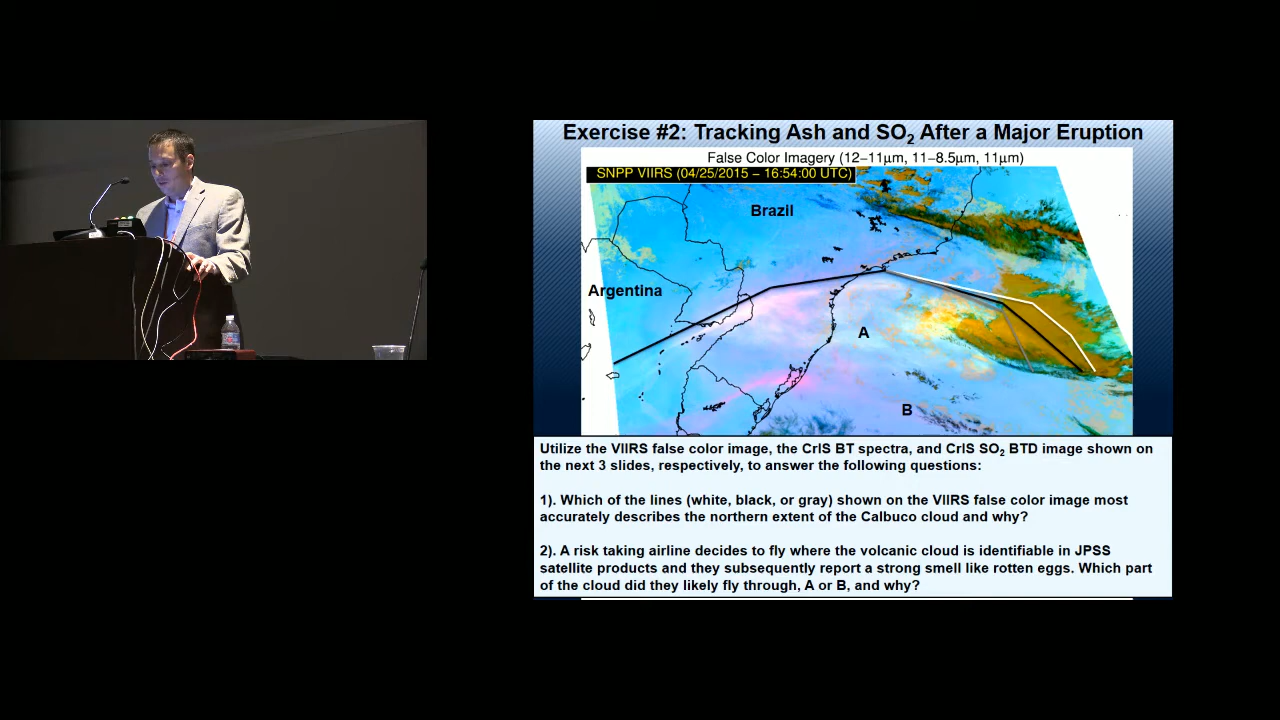 Exercise #2: Tracking Ash and SO2 After a Major Eruption
False Color Imagery (12−11μm, 11−8.5μm, 11μm)
SNPP VIIRS (04/25/2015 − 16:54:00 UTC)
Brazil
Argentina
A
B
Utilize the VIIRS false color image, the CrIS BT spectra, and CrIS SO2 BTD image shown on
the next 3 slides, respectively, to answer the following questions:
1). Which of the lines (white, black, or gray) shown on the VIIRS false color image most
accurately describes the northern extent of the Calbuco cloud and why?
2). A risk taking airline decides to fly where the volcanic cloud is identifiable in JPSS
satellite products and they subsequently report a strong smell like rotten eggs. Which part
of the cloud did they likely fly through, A or B, and why?